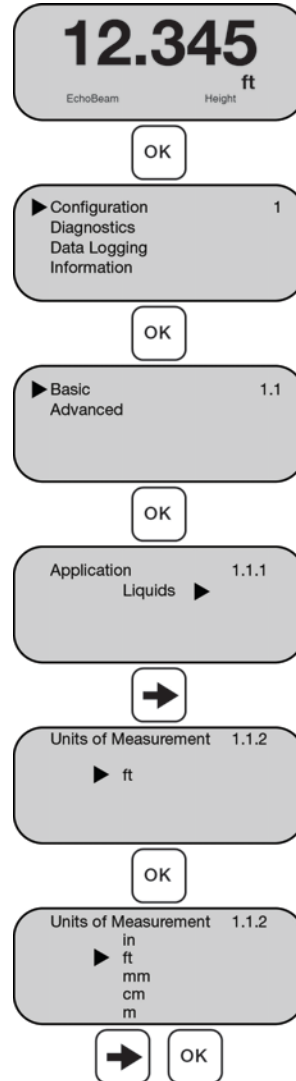 12.345
ft
EchoBeam Height
OK
Configuration 1
Diagnostics
Data Logging
Information
OK
Basic 1.1
Advanced
OK
Application 1.1.1
Liquids
Units of Measurement 1.1.2
ft
OK
Units of Measurement 1.1.2
in
ft
mm
cm
m
OK